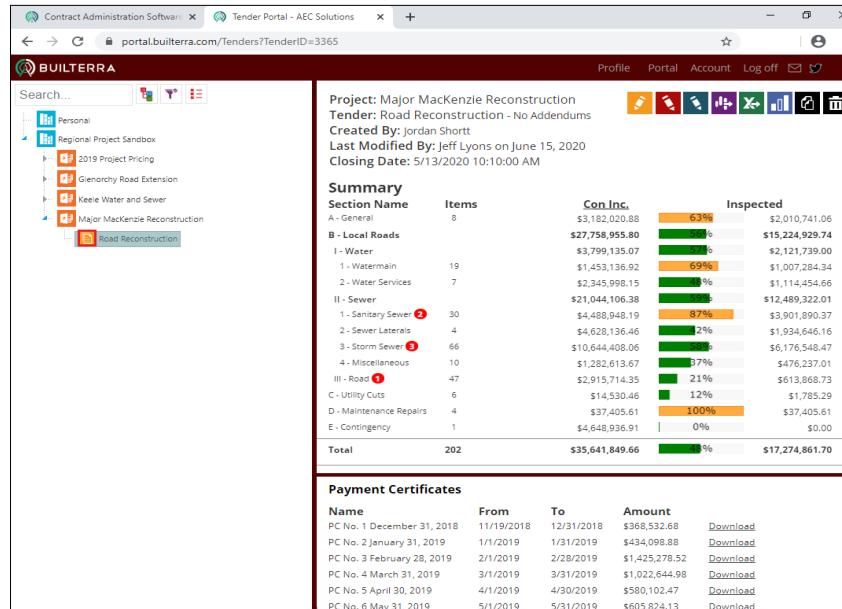 Contract Administration Softwar
Tender Portal - AEC Solutions
portal.builterra.com/Tenders?TenderID=3365
BUILTERRA
Profile Portal Account Log off
Search...
Personal
Regional Project Sandbox
2019 Project Pricing
Glenorchy Road Extension
Keele Water and Sewer
Major MacKenzie Reconstruction
Road Reconstruction
Project: Major MacKenzie Reconstruction
Tender: Road Reconstruction - No Addendums
Created By: Jordan Shortt
Last Modified By: Jeff Lyons on June 15, 2020
Closing Date: 5/13/2020 10:10:00 AM
Summary
Section Name Items Con Inc. Inspected
A - General 8 $3,182,020.88 63% $2,010,741.06
B - Local Roads $27,758,955.80 56% $15,224,929.74
I - Water $3,799,135.07 57% $2,121,739.00
1 - Watermain 19 $1,453,136.92 69% $1,007,284.34
2 - Water Services 7 $2,345,998.15 48% $1,114,454.66
II - Sewer $21,044,106.38 59% $12,489,322.01
1 - Sanitary Sewer 2 30 $4,488,948.19 87% $3,901,890.37
2 - Sewer Laterals 4 $4,628,136.46 42% $1,934,646.16
3 - Storm Sewer 3 66 $10,644,408.06 58% $6,176,548.47
4 - Miscellaneous 10 $1,282,613.67 37% $476,237.01
III - Road 1 47 $2,915,714.35 21% $613,868.73
C - Utility Cuts 6 $14,530.46 12% $1,785.29
D - Maintenance Repairs 4 $37,405.61 100% $37,405.61
E - Contingency 1 $4,648,936.91 0% $0.00
Total 202 $35,641,849.66 48% $17,274,861.70
Payment Certificates
Name From To Amount
PC No. 1 December 31, 2018 11/19/2018 12/31/2018 $368,532.68 Download
PC No. 2 January 31, 2019 1/1/2019 1/31/2019 $434,098.88 Download
PC No. 3 February 28, 2019 2/1/2019 2/28/2019 $1,425,278.52 Download
PC No. 4 March 31, 2019 3/1/2019 3/31/2019 $1,022,644.98 Download
PC No. 5 April 30, 2019 4/1/2019 4/30/2019 $580,102.47 Download
PC No. 6 May 31, 2019 5/1/2019 5/31/2019 $605,824.13 Download